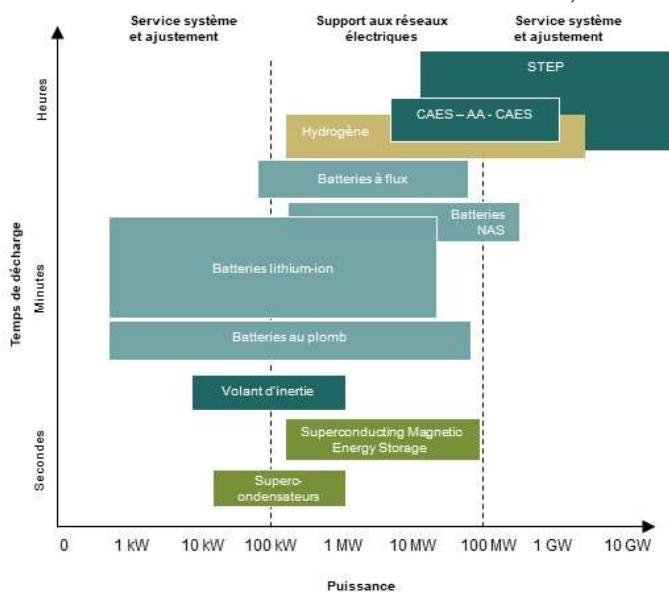 Service système
et ajustement
Support aux réseaux
électriques
Service système
et ajustement
STEP
CAES – AA - CAES
Hydrogène
Batteries à flux
Batteries
NAS
Batteries lithium-ion
Batteries au plomb
Volant d'inertie
Superconducting Magnetic
Energy Storage
Superc-
ondensateurs
Temps de décharge
Heures
Minutes
Secondes
0
1 kW
10 kW
100 kW
1 MW
10 MW
100 MW
1 GW
10 GW
Puissance